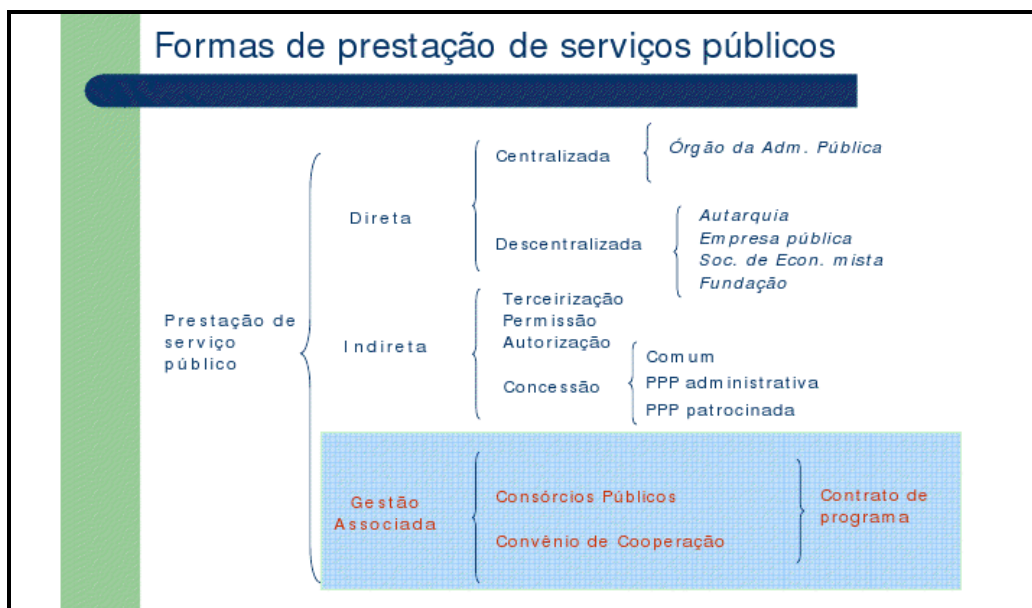 Formas de prestação de serviços públicos
Prestação de
serviço
público
Direta
Centralizada
Órgão da Adm. Pública
Descentralizada
Autarquia
Empresa pública
Soc. de Econ. mista
Fundação
Indireta
Terceirização
Permissão
Autorização
Concessão
Comum
PPP administrativa
PPP patrocinada
Gestão
Associada
Consórcios Públicos
Convênio de Cooperação
Contrato de
programa